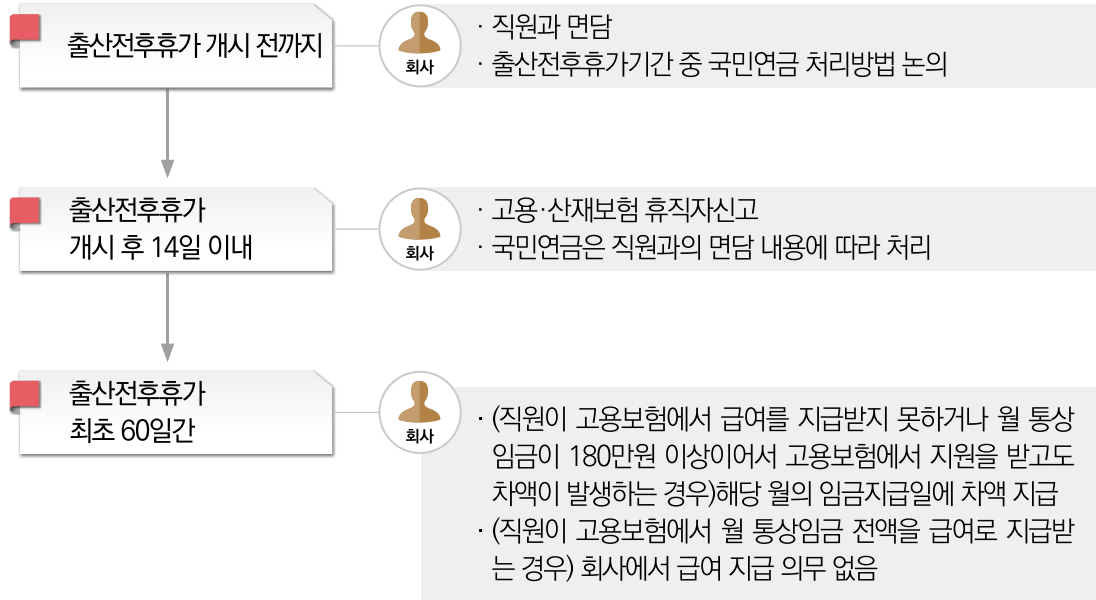 출산전후휴가 개시 전까지
회사
· 직원과 면담
· 출산전후휴가기간 중 국민연금 처리방법 논의
출산전후휴가
개시 후 14일 이내
회사
· 고용·산재보험 휴직자신고
· 국민연금은 직원과의 면담 내용에 따라 처리
출산전후휴가
최초 60일간
회사
· (직원이 고용보험에서 급여를 지급받지 못하거나 월 통상
임금이 180만원 이상이어서 고용보험에서 지원을 받고도
차액이 발생하는 경우)해당 월의 임금지급일에 차액 지급
· (직원이 고용보험에서 월 통상임금 전액을 급여로 지급받
는 경우) 회사에서 급여 지급 의무 없음